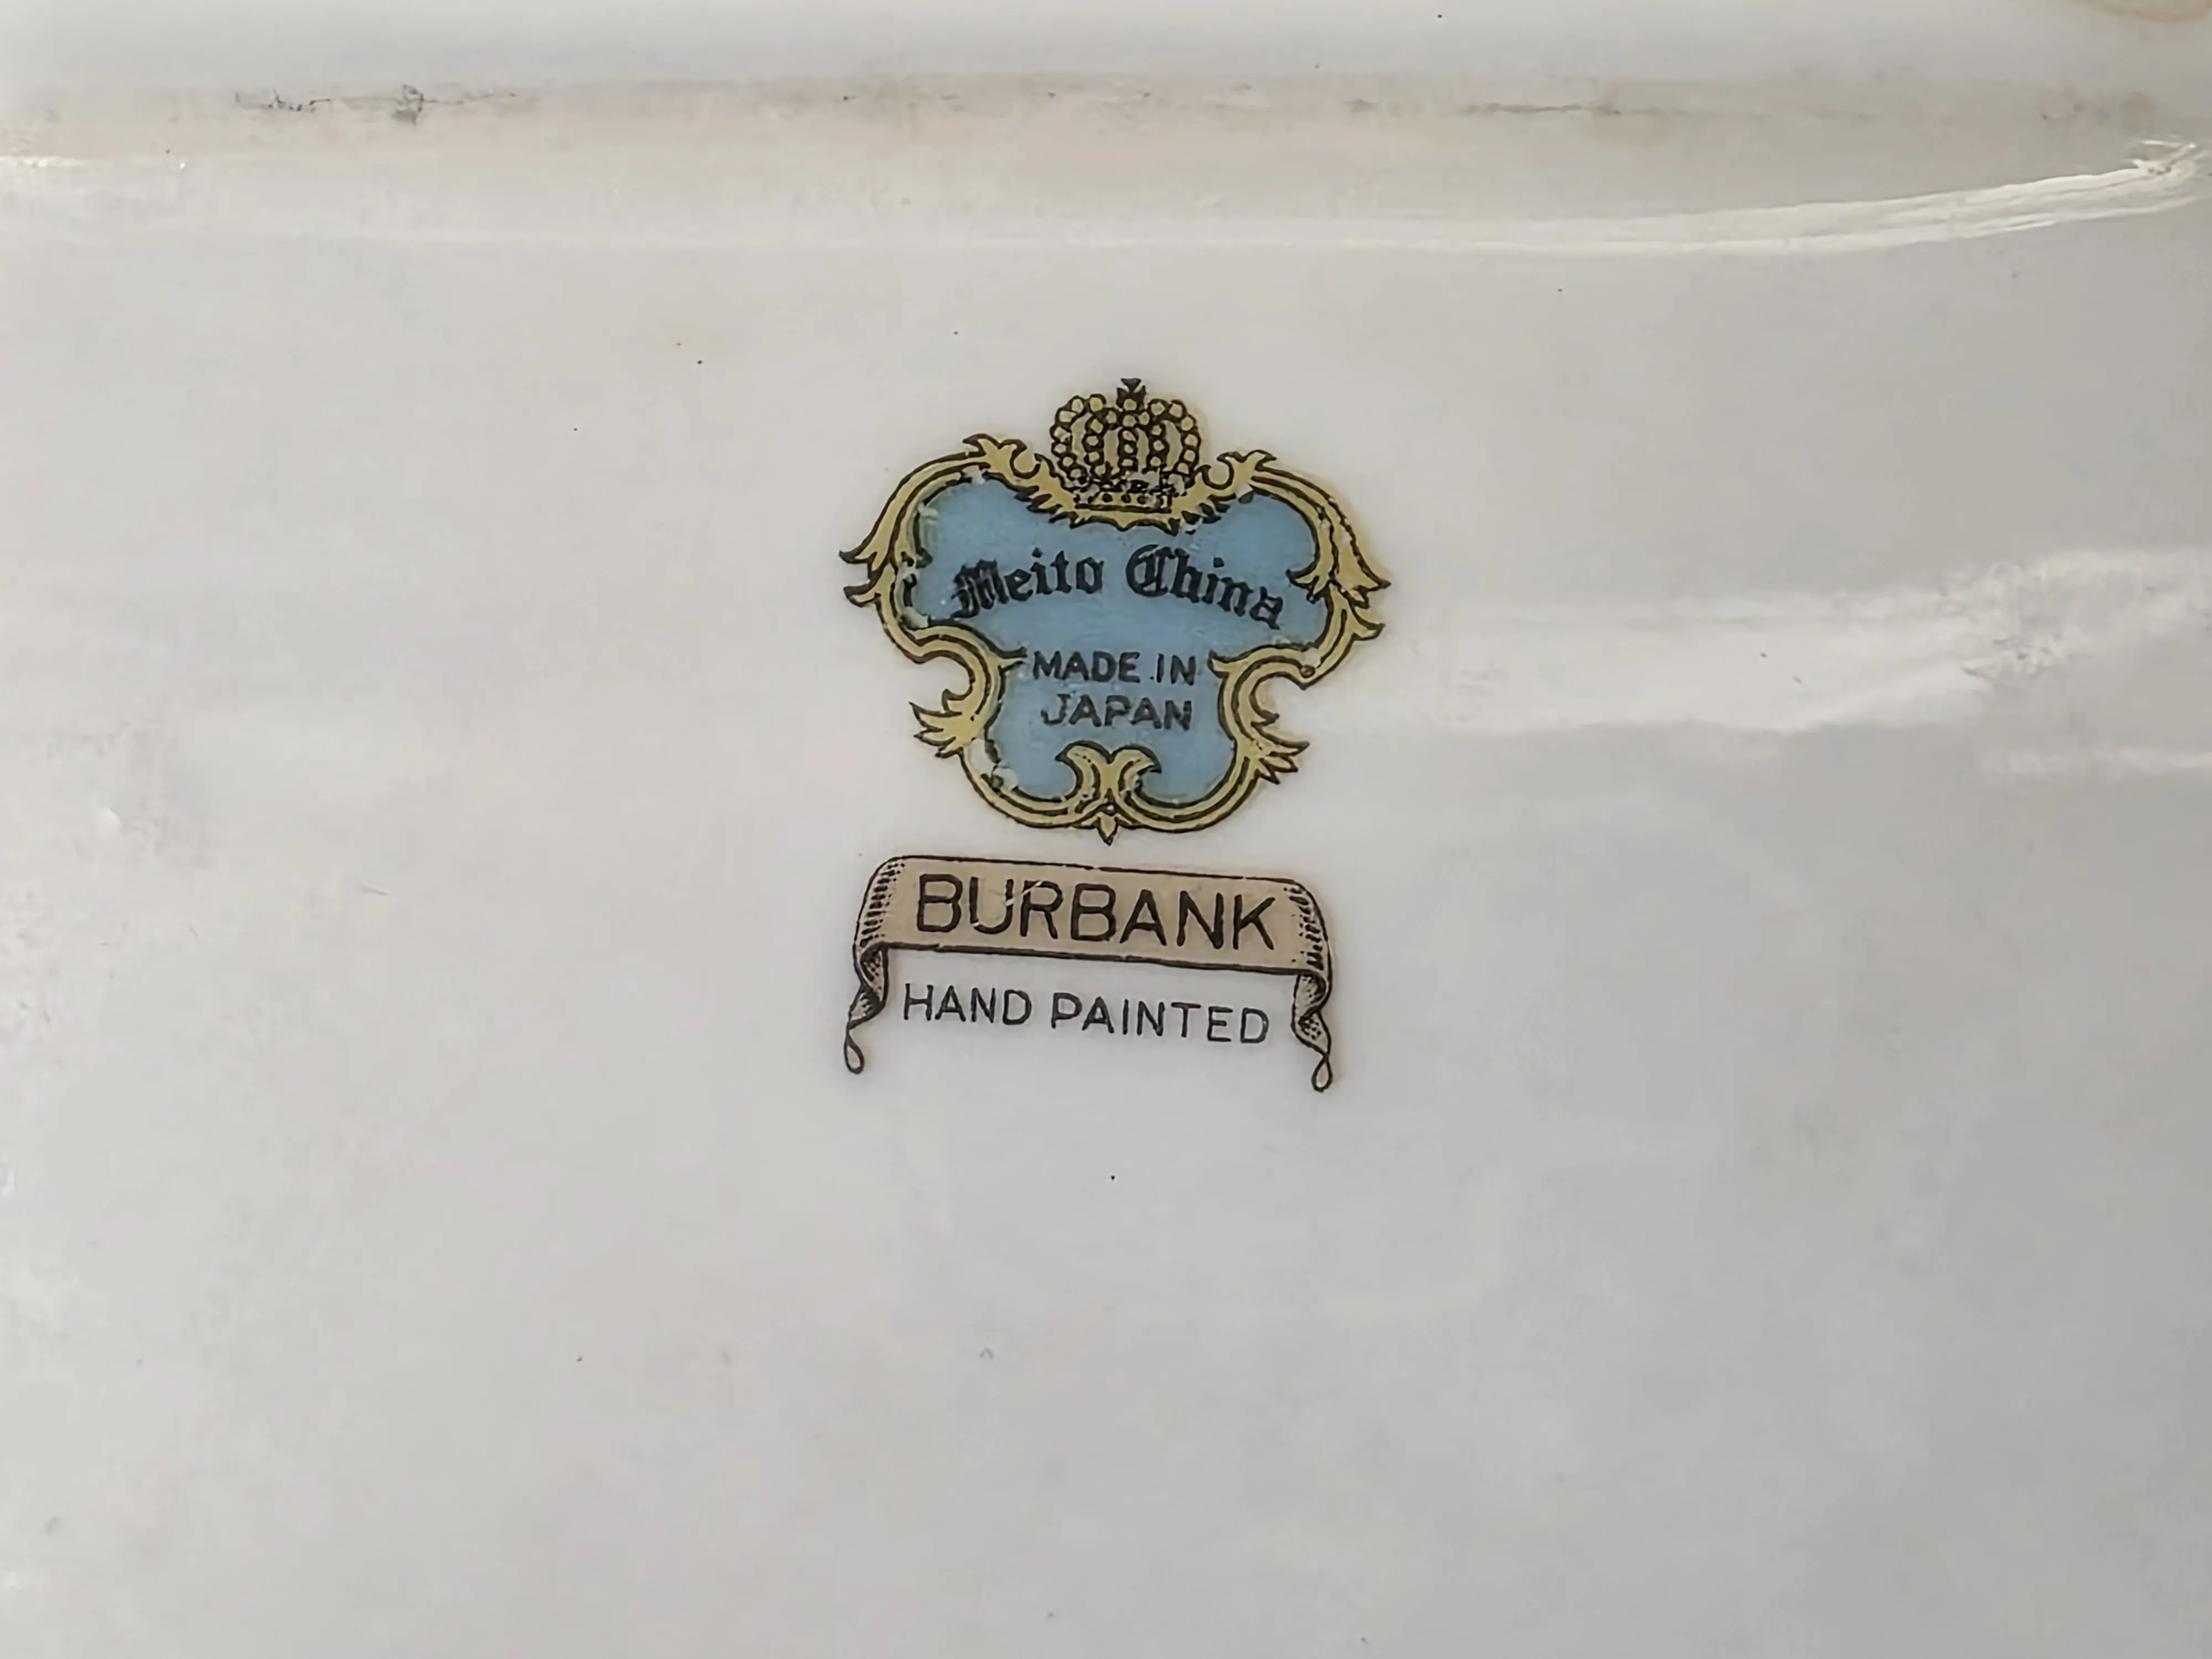 Meito China
MADE IN
JAPAN
BURBANK
HAND PAINTED